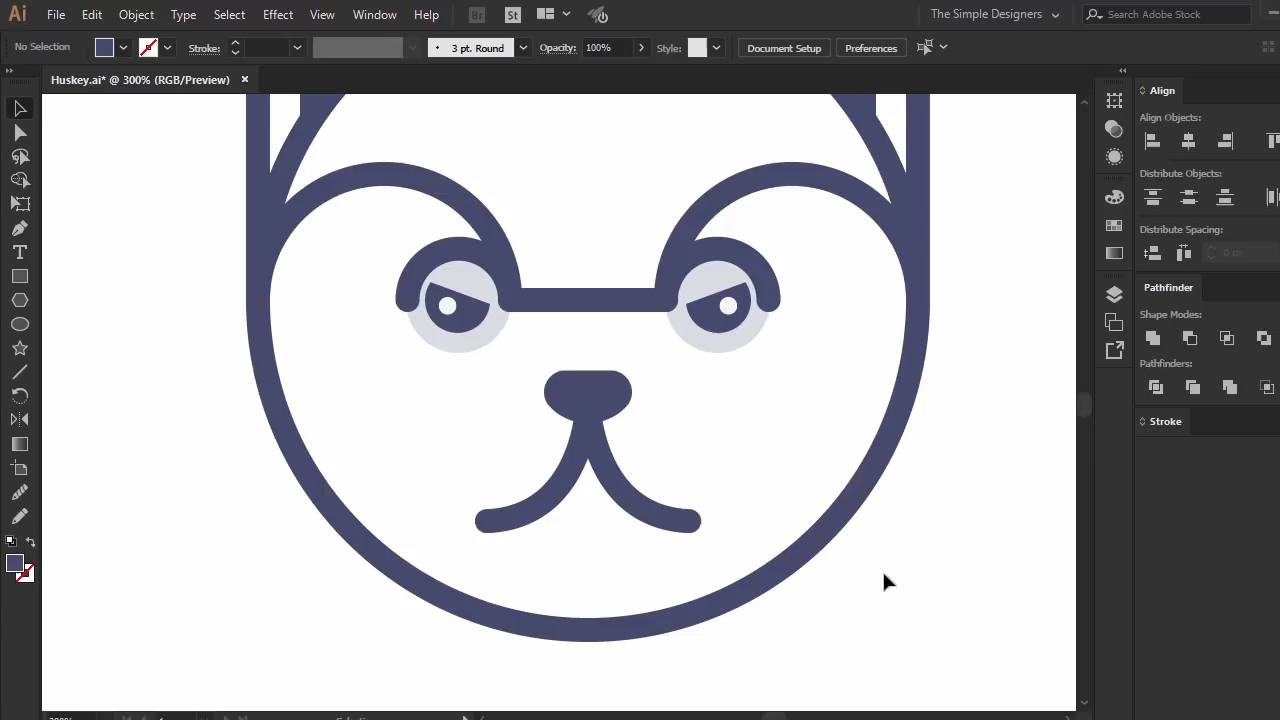 Ai File Edit Object Type Select Effect View Window Help Br St The Simple Designers Search Adobe Stock
No Selection Stroke: 3 pt. Round Opacity: 100% Style: Document Setup Preferences
Huskey.ai* @ 300% (RGB/Preview) ×
Align
Align Objects:
Distribute Objects:
Distribute Spacing:
0 px
Pathfinder
Shape Modes:
Pathfinders:
Stroke
T